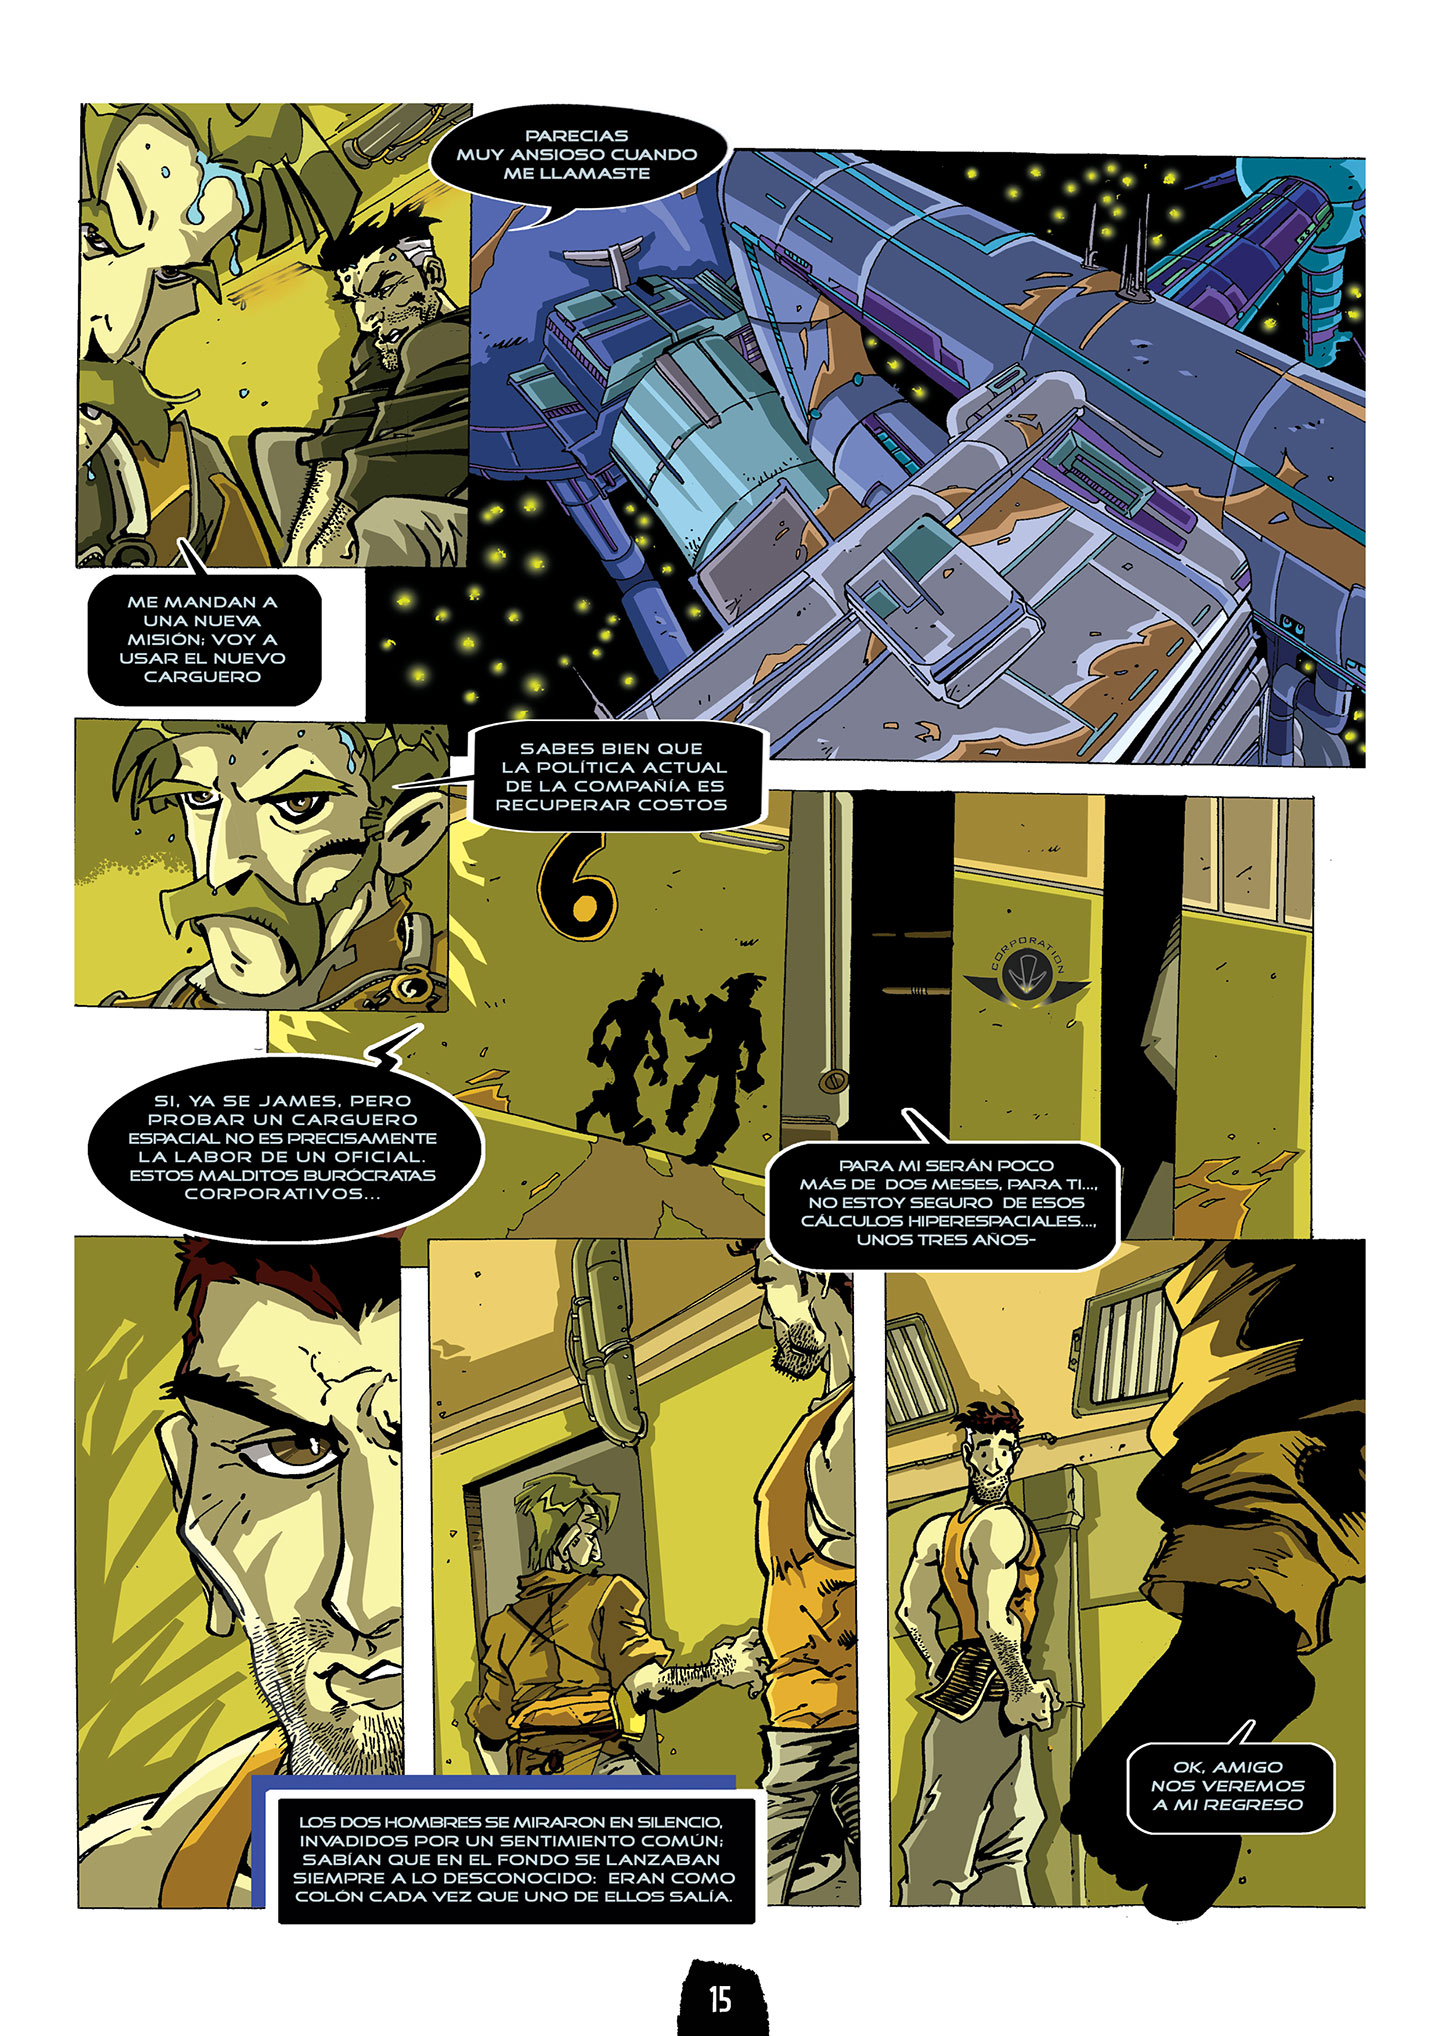 PARECIAS
MUY ANSIOSO CUANDO
ME LLAMASTE
ME MANDAN A
UNA NUEVA
MISIÓN; VOY A
USAR EL NUEVO
CARGUERO
SABES BIEN QUE
LA POLÍTICA ACTUAL
DE LA COMPAÑÍA ES
RECUPERAR COSTOS
6
CORPORATION
SI, YA SE JAMES, PERO
PROBAR UN CARGUERO
ESPACIAL NO ES PRECISAMENTE
LA LABOR DE UN OFICIAL.
ESTOS MALDITOS BURÓCRATAS
CORPORATIVOS...
PARA MI SERÁN POCO
MÁS DE DOS MESES, PARA TI...,
NO ESTOY SEGURO DE ESOS
CÁLCULOS HIPERESPACIALES...,
UNOS TRES AÑOS-
LOS DOS HOMBRES SE MIRARON EN SILENCIO,
INVADIDOS POR UN SENTIMIENTO COMÚN;
SABÍAN QUE EN EL FONDO SE LANZABAN
SIEMPRE A LO DESCONOCIDO: ERAN COMO
COLÓN CADA VEZ QUE UNO DE ELLOS SALÍA.
OK, AMIGO
NOS VEREMOS
A MI REGRESO
15